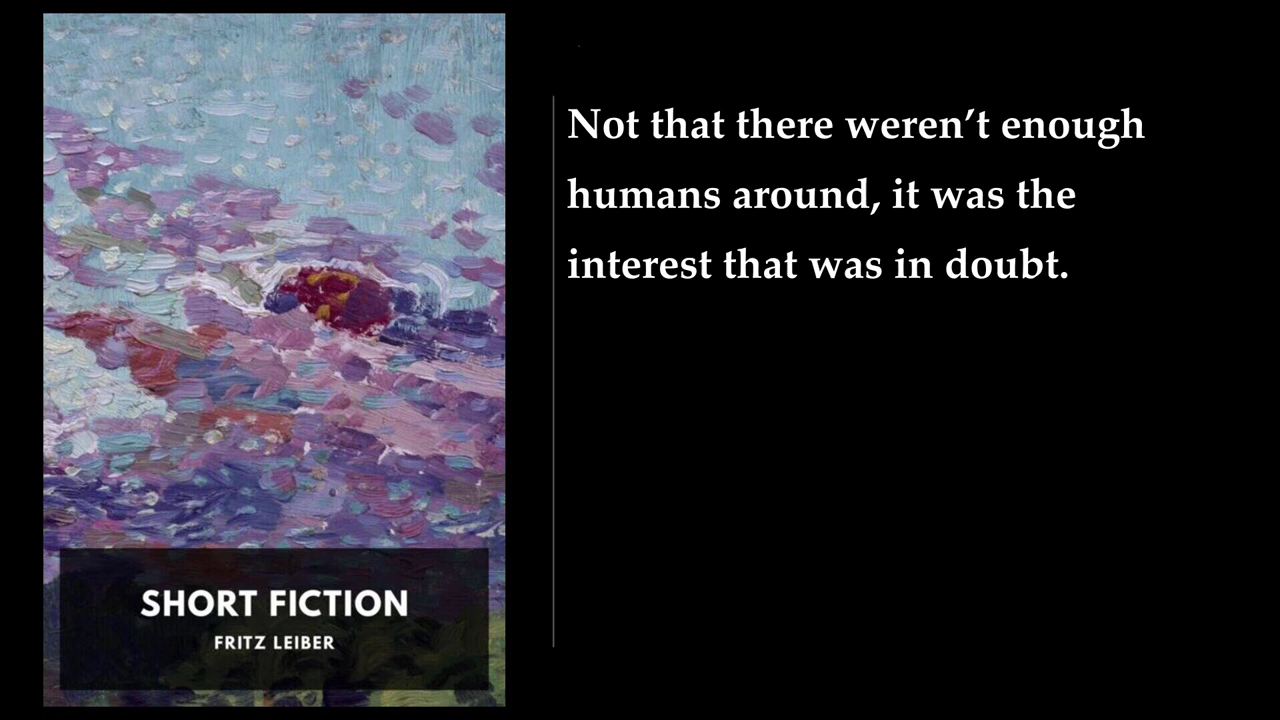 Not that there weren’t enough
humans around, it was the
interest that was in doubt.
SHORT FICTION
FRITZ LEIBER